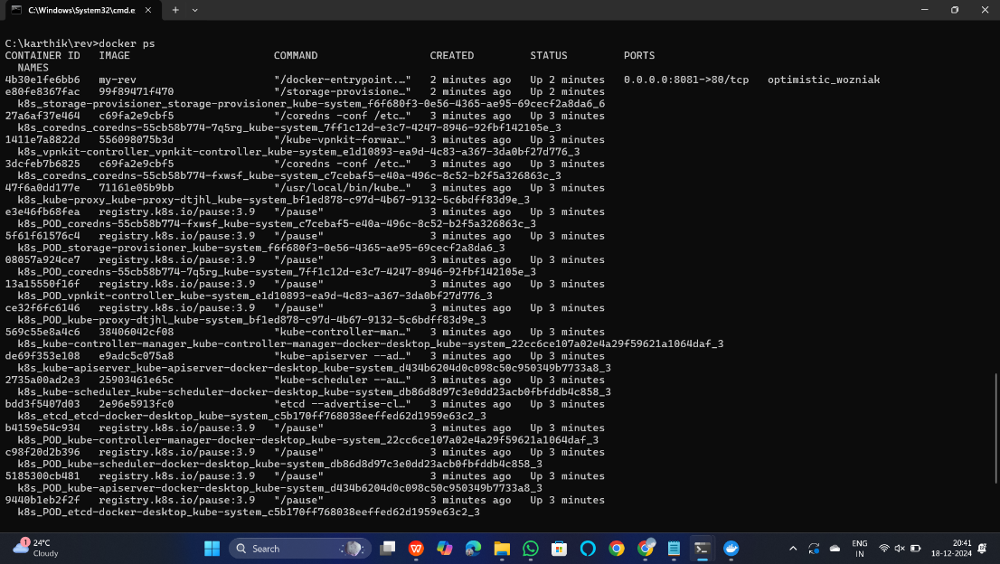 C:\Windows\System32\cmd.e
C:\karthik\rev>docker ps
CONTAINER ID   IMAGE                       COMMAND                  CREATED         STATUS         PORTS
  NAMES
4b30e1fe6bb6   my-rev                      "/docker-entrypoint.…"   2 minutes ago   Up 2 minutes   0.0.0.0:8081->80/tcp   optimistic_wozniak
e80fe8367fac   99f89471f470                "/storage-provisione…"   2 minutes ago   Up 2 minutes
  k8s_storage-provisioner_storage-provisioner_kube-system_f6f680f3-0e56-4365-ae95-69cecf2a8da6_6
27a6af37e464   c69fa2e9cbf5                "/coredns -conf /etc…"   3 minutes ago   Up 3 minutes
  k8s_coredns_coredns-55cb58b774-7q5rg_kube-system_7ff1c12d-e3c7-4247-8946-92fbf142105e_3
1411e7a8822d   556098075b3d                "/kube-vpnkit-forwar…"   3 minutes ago   Up 3 minutes
  k8s_vpnkit-controller_vpnkit-controller_kube-system_e1d10893-ea9d-4c83-a367-3da0bf27d776_3
3dcfeb7b6825   c69fa2e9cbf5                "/coredns -conf /etc…"   3 minutes ago   Up 3 minutes
  k8s_coredns_coredns-55cb58b774-fxwsf_kube-system_c7cebaf5-e40a-496c-8c52-b2f5a326863c_3
47f6a0dd177e   71161e05b9bb                "/usr/local/bin/kube…"   3 minutes ago   Up 3 minutes
  k8s_kube-proxy_kube-proxy-dtjhl_kube-system_bf1ed878-c97d-4b67-9132-5c6bdff83d9e_3
e3e46fb68fea   registry.k8s.io/pause:3.9   "/pause"                 3 minutes ago   Up 3 minutes
  k8s_POD_coredns-55cb58b774-fxwsf_kube-system_c7cebaf5-e40a-496c-8c52-b2f5a326863c_3
5f61f61576c4   registry.k8s.io/pause:3.9   "/pause"                 3 minutes ago   Up 3 minutes
  k8s_POD_storage-provisioner_kube-system_f6f680f3-0e56-4365-ae95-69cecf2a8da6_3
08057a924ce7   registry.k8s.io/pause:3.9   "/pause"                 3 minutes ago   Up 3 minutes
  k8s_POD_coredns-55cb58b774-7q5rg_kube-system_7ff1c12d-e3c7-4247-8946-92fbf142105e_3
13a15550f16f   registry.k8s.io/pause:3.9   "/pause"                 3 minutes ago   Up 3 minutes
  k8s_POD_vpnkit-controller_kube-system_e1d10893-ea9d-4c83-a367-3da0bf27d776_3
ce32f6fc6146   registry.k8s.io/pause:3.9   "/pause"                 3 minutes ago   Up 3 minutes
  k8s_POD_kube-proxy-dtjhl_kube-system_bf1ed878-c97d-4b67-9132-5c6bdff83d9e_3
569c55e8a4c6   38406042cf08                "kube-controller-man…"   3 minutes ago   Up 3 minutes
  k8s_kube-controller-manager_kube-controller-manager-docker-desktop_kube-system_22cc6ce107a02e4a29f59621a1064daf_3
de69f353e108   e9adc5c075a8                "kube-apiserver --ad…"   3 minutes ago   Up 3 minutes
  k8s_kube-apiserver_kube-apiserver-docker-desktop_kube-system_d434b6204d0c098c50c950349b7733a8_3
2735a00ad2e3   25903461e65c                "kube-scheduler --au…"   3 minutes ago   Up 3 minutes
  k8s_kube-scheduler_kube-scheduler-docker-desktop_kube-system_db86d8d97c3e0dd23acb0fbfddb4c858_3
bdd3f5407d03   2e96e5913fc0                "etcd --advertise-cl…"   3 minutes ago   Up 3 minutes
  k8s_etcd_etcd-docker-desktop_kube-system_c5b170ff768038eeffed62d1959e63c2_3
b4159e54c934   registry.k8s.io/pause:3.9   "/pause"                 3 minutes ago   Up 3 minutes
  k8s_POD_kube-controller-manager-docker-desktop_kube-system_22cc6ce107a02e4a29f59621a1064daf_3
c98f20d2b396   registry.k8s.io/pause:3.9   "/pause"                 3 minutes ago   Up 3 minutes
  k8s_POD_kube-scheduler-docker-desktop_kube-system_db86d8d97c3e0dd23acb0fbfddb4c858_3
5185300cb481   registry.k8s.io/pause:3.9   "/pause"                 3 minutes ago   Up 3 minutes
  k8s_POD_kube-apiserver-docker-desktop_kube-system_d434b6204d0c098c50c950349b7733a8_3
9440b1eb2f2f   registry.k8s.io/pause:3.9   "/pause"                 3 minutes ago   Up 3 minutes
  k8s_POD_etcd-docker-desktop_kube-system_c5b170ff768038eeffed62d1959e63c2_3
1
24°C
Cloudy
Search
ENG
IN
20:41
18-12-2024